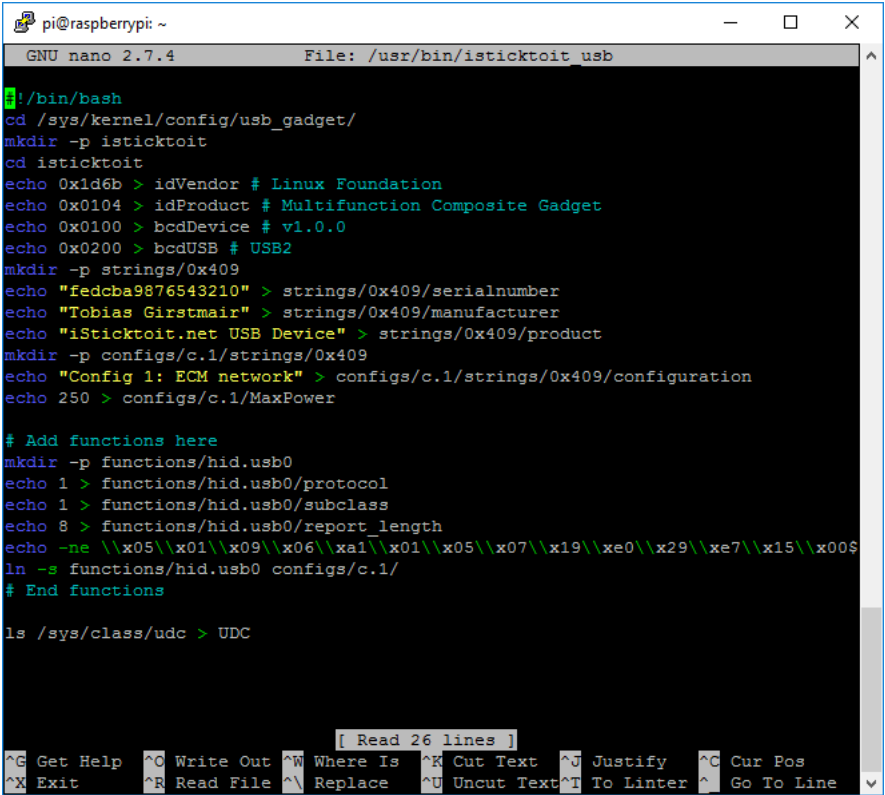 pi@raspberrypi: ~
GNU nano 2.7.4 File: /usr/bin/isticktoit_usb
#!/bin/bash
cd /sys/kernel/config/usb_gadget/
mkdir -p isticktoit
cd isticktoit
echo 0x1d6b > idVendor # Linux Foundation
echo 0x0104 > idProduct # Multifunction Composite Gadget
echo 0x0100 > bcdDevice # v1.0.0
echo 0x0200 > bcdUSB # USB2
mkdir -p strings/0x409
echo "fedcba9876543210" > strings/0x409/serialnumber
echo "Tobias Girstmair" > strings/0x409/manufacturer
echo "iSticktoit.net USB Device" > strings/0x409/product
mkdir -p configs/c.1/strings/0x409
echo "Config 1: ECM network" > configs/c.1/strings/0x409/configuration
echo 250 > configs/c.1/MaxPower
# Add functions here
mkdir -p functions/hid.usb0
echo 1 > functions/hid.usb0/protocol
echo 1 > functions/hid.usb0/subclass
echo 8 > functions/hid.usb0/report_length
echo -ne \\x05\\x01\\x09\\x06\\xa1\\x01\\x05\\x07\\x19\\xe0\\x29\\xe7\\x15\\x00$
ln -s functions/hid.usb0 configs/c.1/
# End functions
ls /sys/class/udc > UDC
[ Read 26 lines ]
^G Get Help ^O Write Out ^W Where Is ^K Cut Text ^J Justify ^C Cur Pos
^X Exit ^R Read File ^\ Replace ^U Uncut Text ^T To Linter ^_ Go To Line